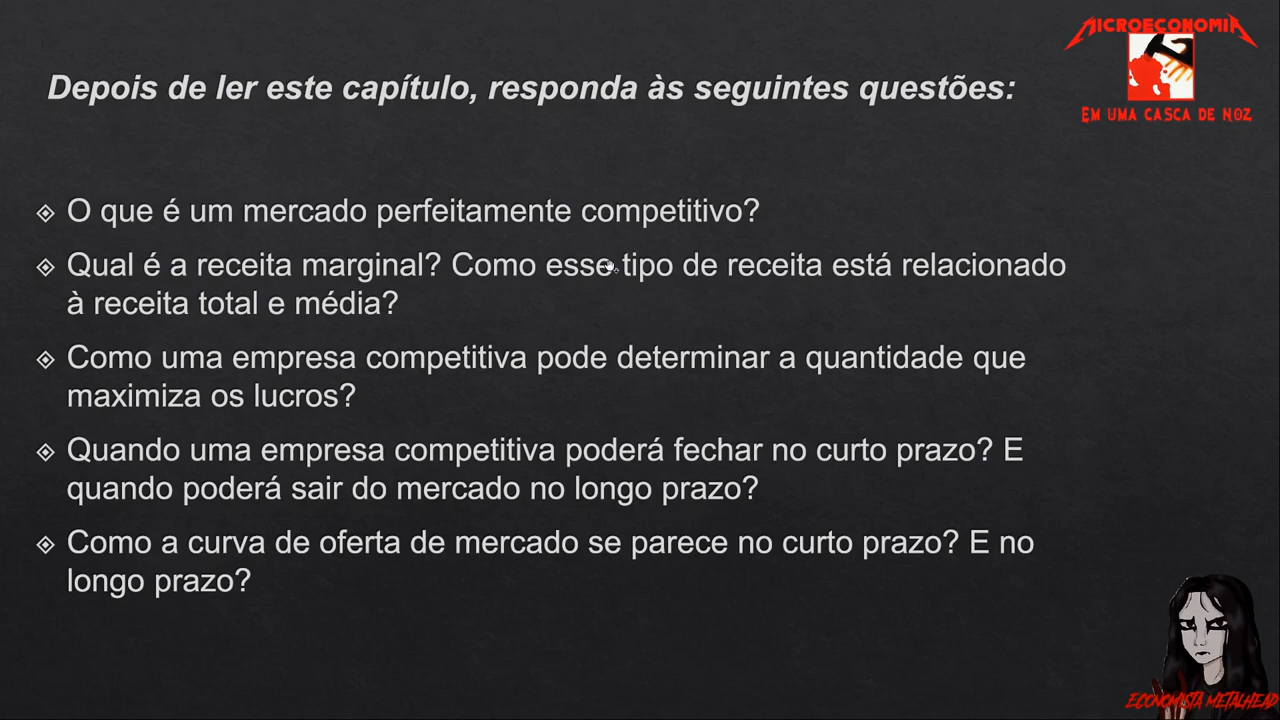 MICROECONOMIA
EM UMA CASCA DE NOZ
Depois de ler este capítulo, responda às seguintes questões:
O que é um mercado perfeitamente competitivo?
Qual é a receita marginal? Como esse tipo de receita está relacionado
à receita total e média?
Como uma empresa competitiva pode determinar a quantidade que
maximiza os lucros?
Quando uma empresa competitiva poderá fechar no curto prazo? E
quando poderá sair do mercado no longo prazo?
Como a curva de oferta de mercado se parece no curto prazo? E no
longo prazo?
ECONOMISTA METALHEAD